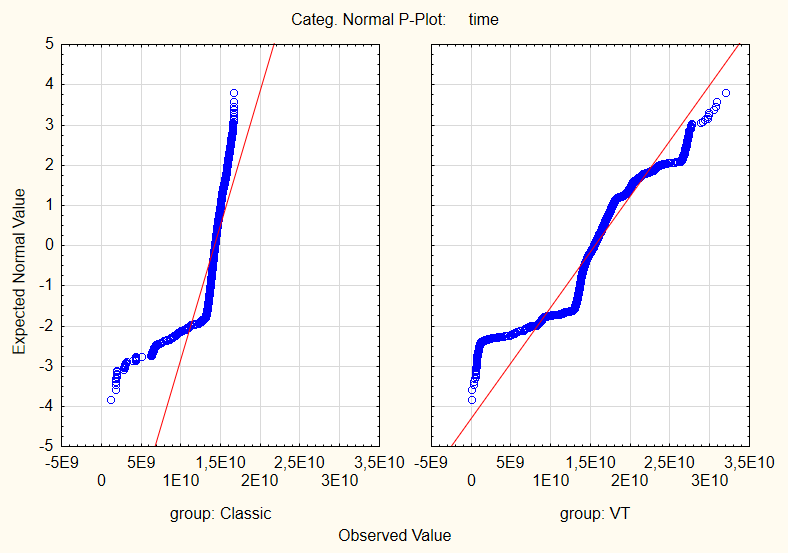 Categ. Normal P-Plot: time
Expected Normal Value
5
4
3
2
1
0
-1
-2
-3
-4
-5
-5E9 5E9 1,5E10 2,5E10 3,5E10
0 1E10 2E10 3E10
-5E9 5E9 1,5E10 2,5E10 3,5E10
0 1E10 2E10 3E10
group: Classic group: VT
Observed Value